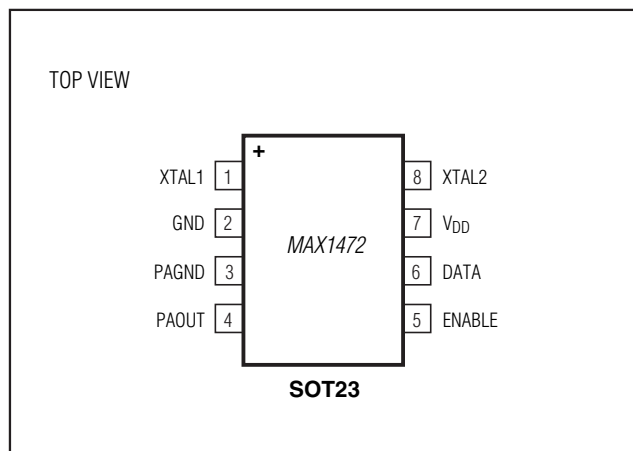 TOP VIEW
+
XTAL1 1
8 XTAL2
GND 2
7 VDD
MAX1472
PAGND 3
6 DATA
PAOUT 4
5 ENABLE
SOT23